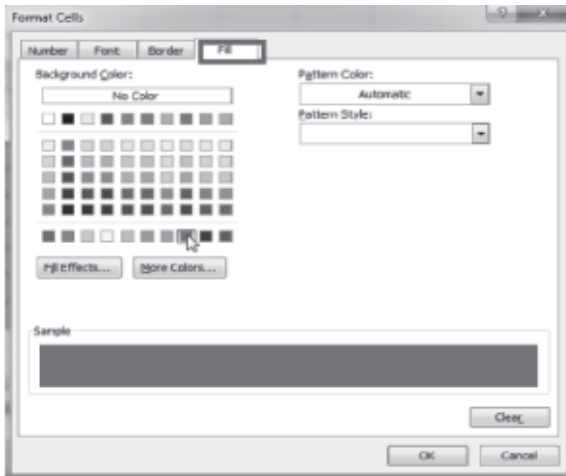 Format Cells
Number Font Border Fill
Background Color:
No Color
Pattern Color:
Automatic
Pattern Style:
Fill Effects... More Colors...
Sample
Clear
OK Cancel